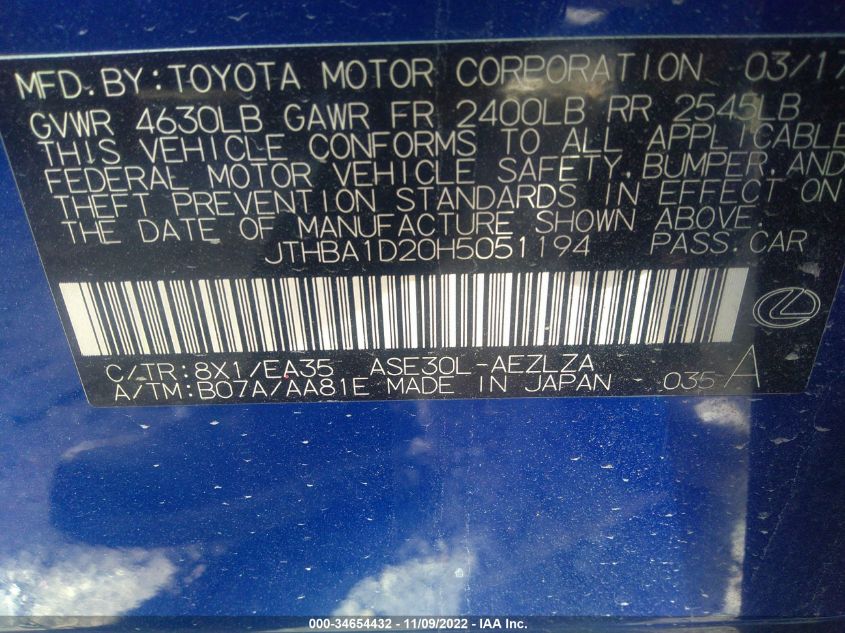 MFD. BY: TOYOTA MOTOR CORPORATION 03/17
GVWR 4630LB GAWR FR 2400LB RR 2545LB
THIS VEHICLE CONFORMS TO ALL APPLICABLE
FEDERAL MOTOR VEHICLE SAFETY, BUMPER, AND
THEFT PREVENTION STANDARDS IN EFFECT ON
THE DATE OF MANUFACTURE SHOWN ABOVE.
JTHBA1D20H5051194 PASS. CAR
C/TR: 8X1/EA35 ASE30L-AEZLZA
A/TM: B07A/AA81E MADE IN JAPAN 035 A
000-34654432 - 11/09/2022 - IAA Inc.